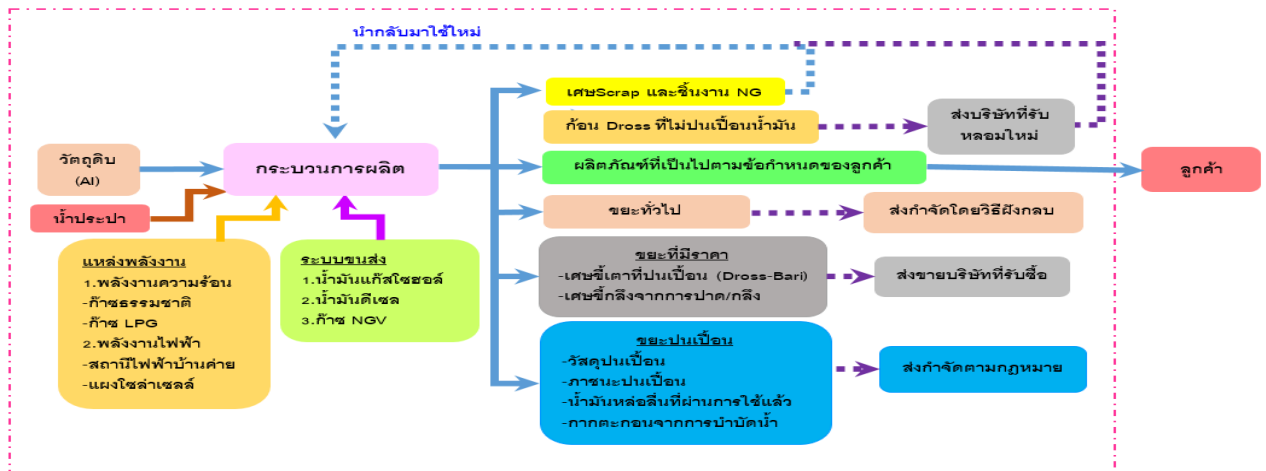 นำกลับมาใช้ใหม่
เศษScrap และชิ้นงาน NG
ก้อน Dross ที่ไม่ปนเปื้อนน้ำมัน
ส่งบริษัทที่รับ
หลอมใหม่
วัตถุดิบ
(Al)
กระบวนการผลิต
ผลิตภัณฑ์ที่เป็นไปตามข้อกำหนดของลูกค้า
ลูกค้า
น้ำประปา
ขยะทั่วไป
ส่งกำจัดโดยวิธีฝังกลบ
แหล่งพลังงาน
1.พลังงานความร้อน
-ก๊าซธรรมชาติ
-ก๊าซ LPG
2.พลังงานไฟฟ้า
-สถานีไฟฟ้าบ้านค่าย
-แผงโซล่าเซลล์
ระบบขนส่ง
1.น้ำมันแก๊สโซฮอล์
2.น้ำมันดีเซล
3.ก๊าซ NGV
ขยะที่มีราคา
-เศษขี้เตาที่ปนเปื้อน (Dross-Bari)
-เศษขี้กลึงจากการปาด/กลึง
ส่งขายบริษัทที่รับซื้อ
ขยะปนเปื้อน
-วัสดุปนเปื้อน
-ภาชนะปนเปื้อน
-น้ำมันหล่อลื่นที่ผ่านการใช้แล้ว
-กากตะกอนจากการบำบัดน้ำ
ส่งกำจัดตามกฎหมาย